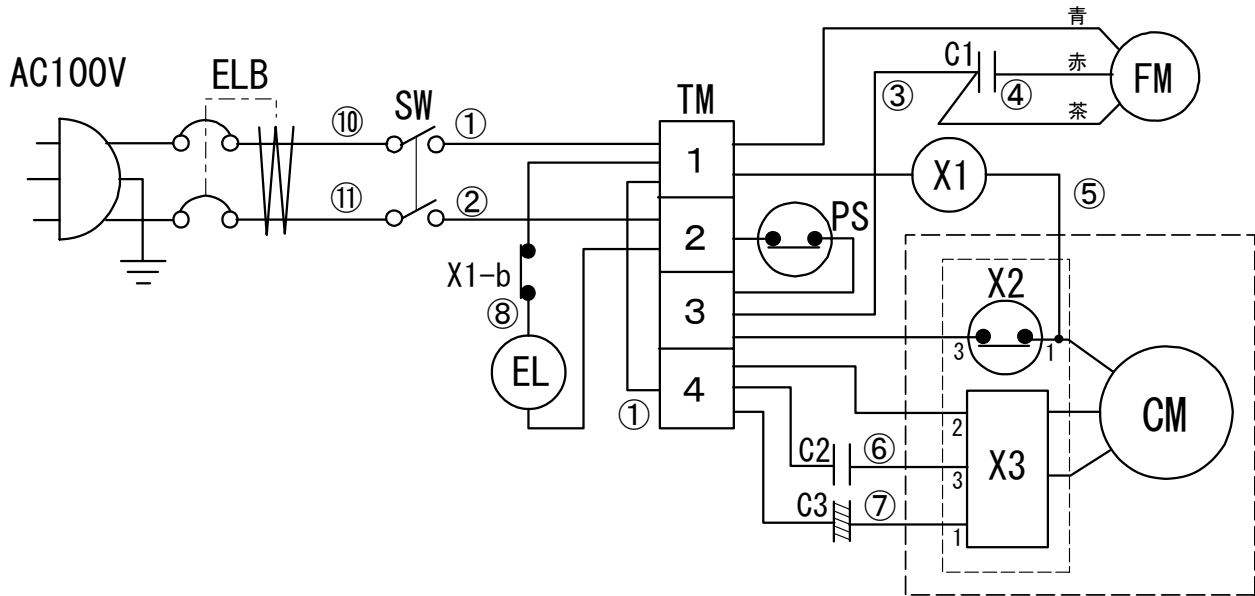 AC100V
ELB
⑩
SW
①
⑪
②
TM
1
2
3
4
X1-b
⑧
EL
①
青
C1
赤
③
④
茶
FM
X1
⑤
PS
X2
3
1
CM
C2
⑥
C3
⑦
2
3
1
X3